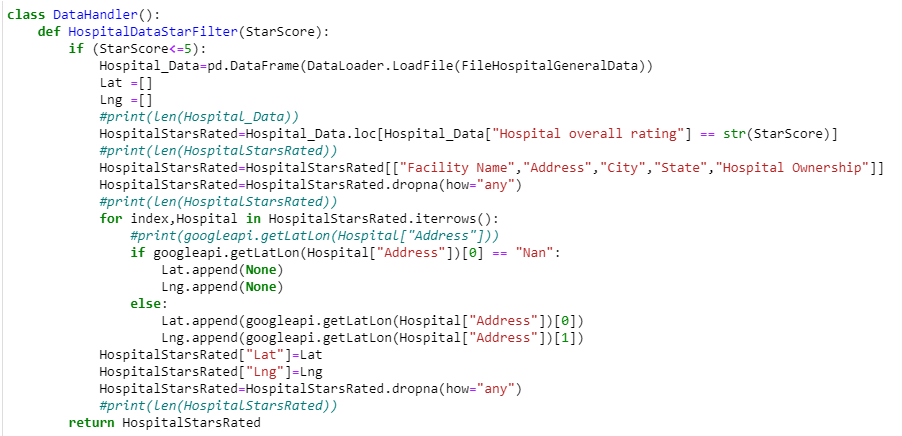 class DataHandler():
    def HospitalDataStarFilter(StarScore):
        if (StarScore<=5):
            Hospital_Data=pd.DataFrame(DataLoader.LoadFile(FileHospitalGeneralData))
            Lat =[]
            Lng =[]
            #print(len(Hospital_Data))
            HospitalStarsRated=Hospital_Data.loc[Hospital_Data["Hospital overall rating"] == str(StarScore)]
            #print(len(HospitalStarsRated))
            HospitalStarsRated=HospitalStarsRated[["Facility Name","Address","City","State","Hospital Ownership"]]
            HospitalStarsRated=HospitalStarsRated.dropna(how="any")
            #print(len(HospitalStarsRated))
            for index,Hospital in HospitalStarsRated.iterrows():
                #print(googleapi.getLatLon(Hospital["Address"]))
                if googleapi.getLatLon(Hospital["Address"])[0] == "Nan":
                    Lat.append(None)
                    Lng.append(None)
                else:
                    Lat.append(googleapi.getLatLon(Hospital["Address"])[0])
                    Lng.append(googleapi.getLatLon(Hospital["Address"])[1])
            HospitalStarsRated["Lat"]=Lat
            HospitalStarsRated["Lng"]=Lng
            HospitalStarsRated=HospitalStarsRated.dropna(how="any")
            #print(len(HospitalStarsRated))
        return HospitalStarsRated